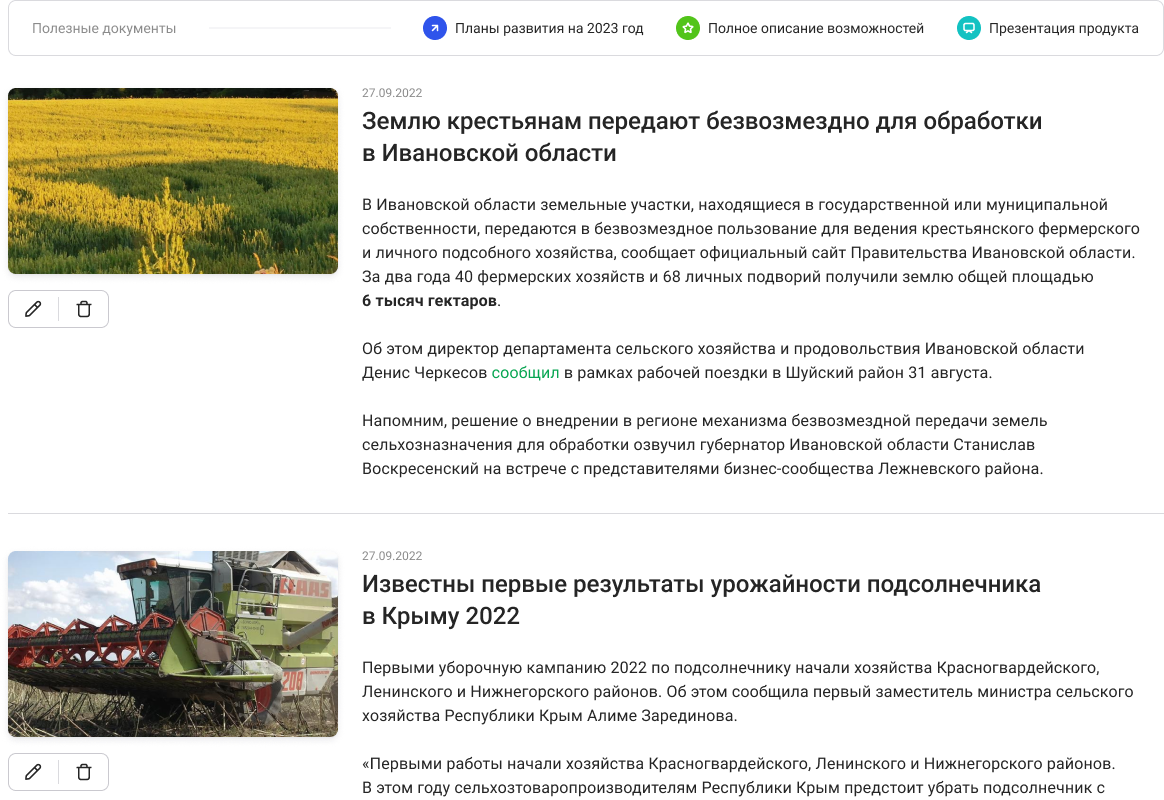 Полезные документы
Планы развития на 2023 год
Полное описание возможностей
Презентация продукта
27.09.2022
Землю крестьянам передают безвозмездно для обработки
в Ивановской области
В Ивановской области земельные участки, находящиеся в государственной или муниципальной
собственности, передаются в безвозмездное пользование для ведения крестьянского фермерского
и личного подсобного хозяйства, сообщает официальный сайт Правительства Ивановской области.
За два года 40 фермерских хозяйств и 68 личных подворий получили землю общей площадью
6 тысяч гектаров.
Об этом директор департамента сельского хозяйства и продовольствия Ивановской области
Денис Черкесов сообщил в рамках рабочей поездки в Шуйский район 31 августа.
Напомним, решение о внедрении в регионе механизма безвозмездной передачи земель
сельхозназначения для обработки озвучил губернатор Ивановской области Станислав
Воскресенский на встрече с представителями бизнес-сообщества Лежневского района.
CLAAS
6
208
27.09.2022
Известны первые результаты урожайности подсолнечника
в Крыму 2022
Первыми уборочную кампанию 2022 по подсолнечнику начали хозяйства Красногвардейского,
Ленинского и Нижнегорского районов. Об этом сообщила первый заместитель министра сельского
хозяйства Республики Крым Алиме Зарединова.
«Первыми работы начали хозяйства Красногвардейского, Ленинского и Нижнегорского районов.
В этом году сельхозтоваропроизводителям Республики Крым предстоит убрать подсолнечник с